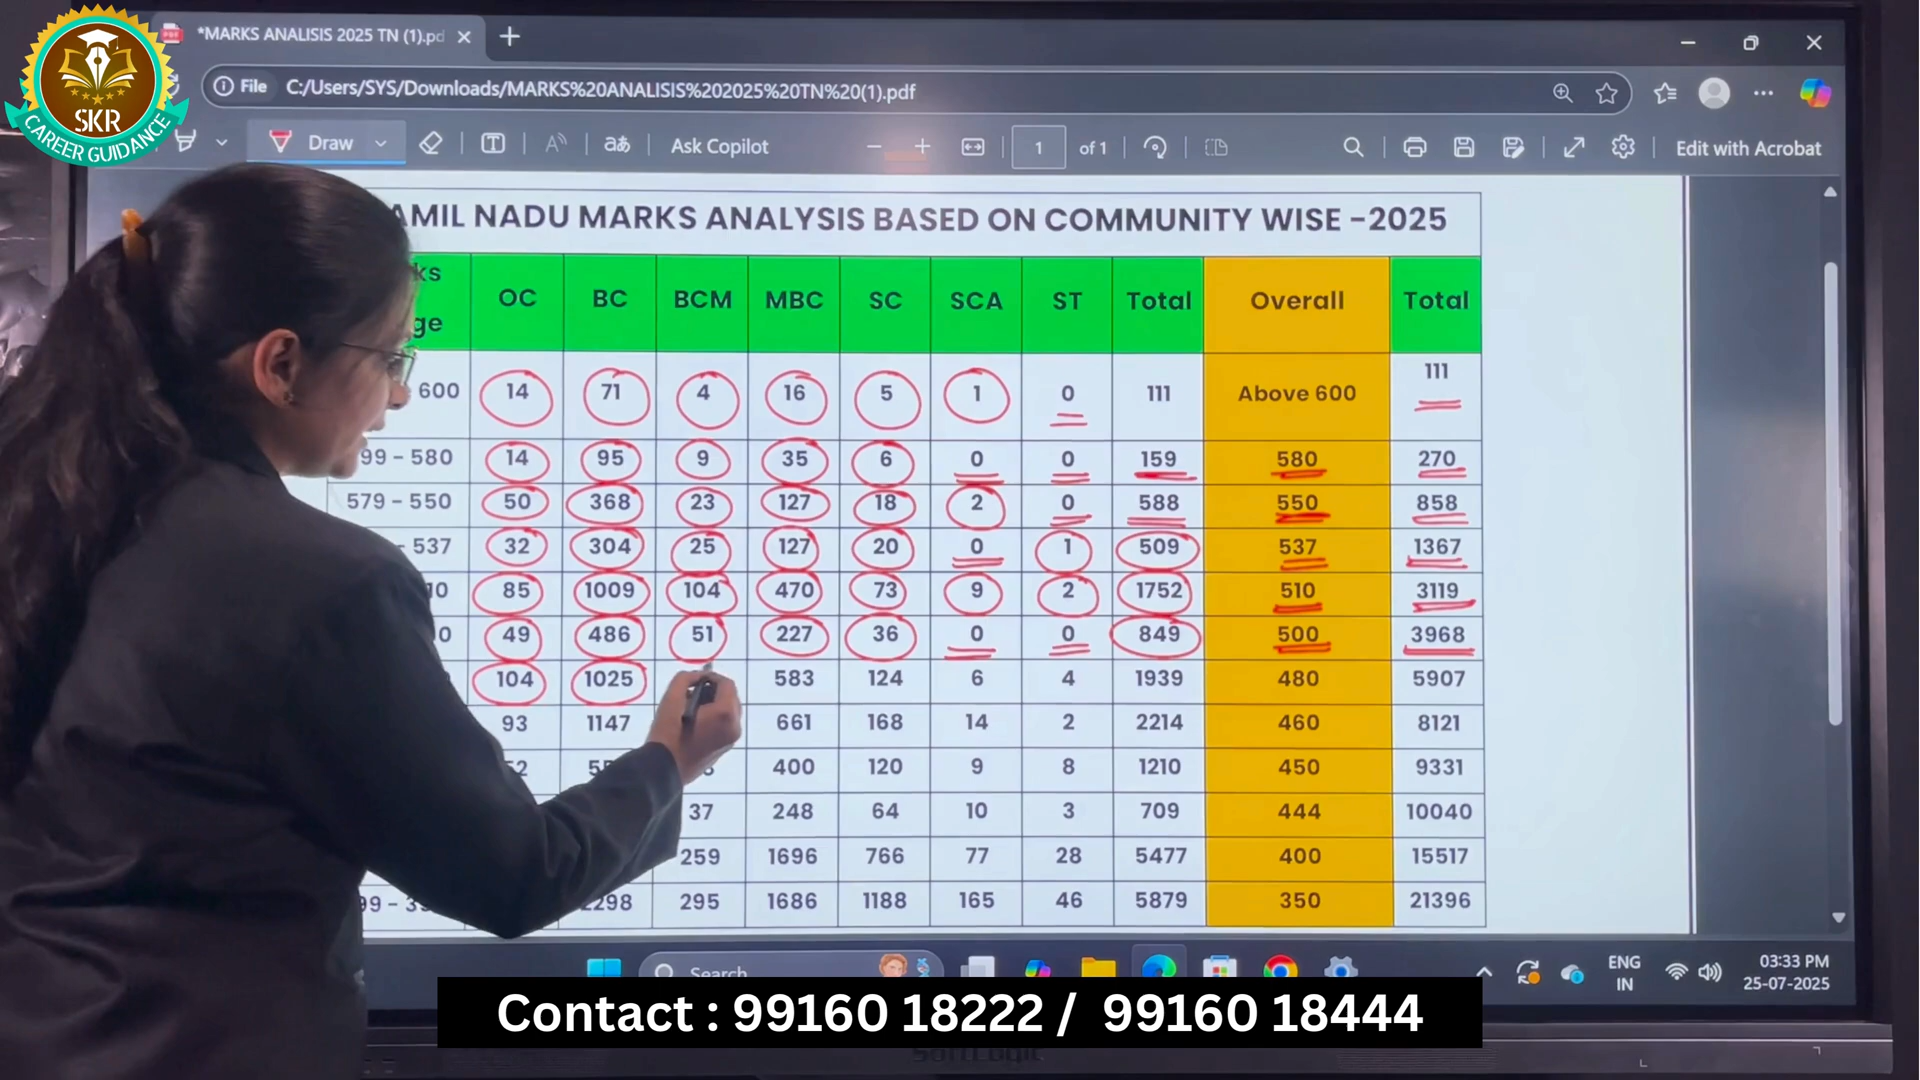 *MARKS ANALISIS 2025 TN (1).pd
File C:/Users/SYS/Downloads/MARKS%20ANALISIS%202025%20TN%20(1).pdf
SKR
CAREER GUIDANCE
Draw Ask Copilot 1 of 1 Edit with Acrobat
AMIL NADU MARKS ANALYSIS BASED ON COMMUNITY WISE -2025
ks
ge OC BC BCM MBC SC SCA ST Total Overall Total
600 14 71 4 16 5 1 0 111 Above 600 111
99 - 580 14 95 9 35 6 0 0 159 580 270
579 - 550 50 368 23 127 18 2 0 588 550 858
- 537 32 304 25 127 20 0 1 509 537 1367
10 85 1009 104 470 73 9 2 1752 510 3119
0 49 486 51 227 36 0 0 849 500 3968
104 1025 583 124 6 4 1939 480 5907
93 1147 661 168 14 2 2214 460 8121
400 120 9 8 1210 450 9331
37 248 64 10 3 709 444 10040
259 1696 766 77 28 5477 400 15517
99 - 2298 295 1686 1188 165 46 5879 350 21396
Search ENG IN 03:33 PM 25-07-2025
Contact : 99160 18222 / 99160 18444